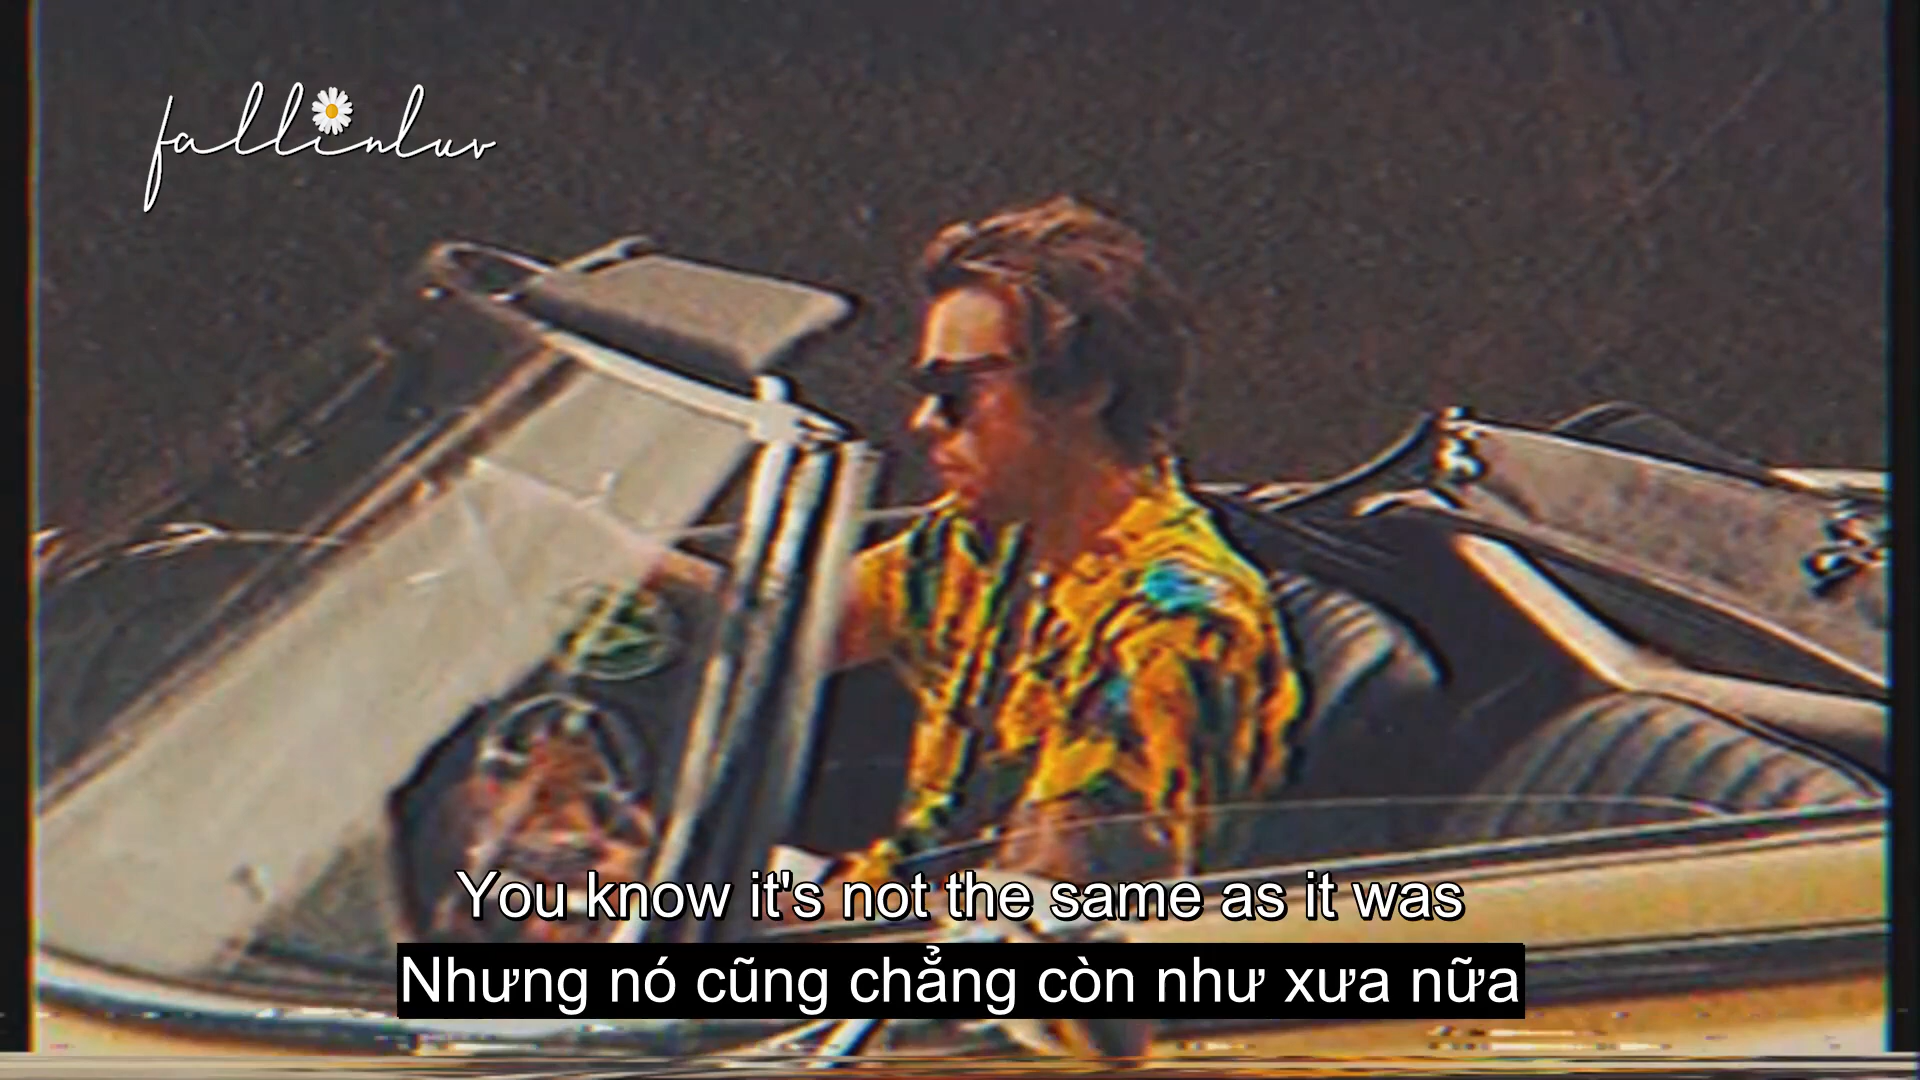 fallinluv
You know it's not the same as it was
Nhưng nó cũng chẳng còn như xưa nữa